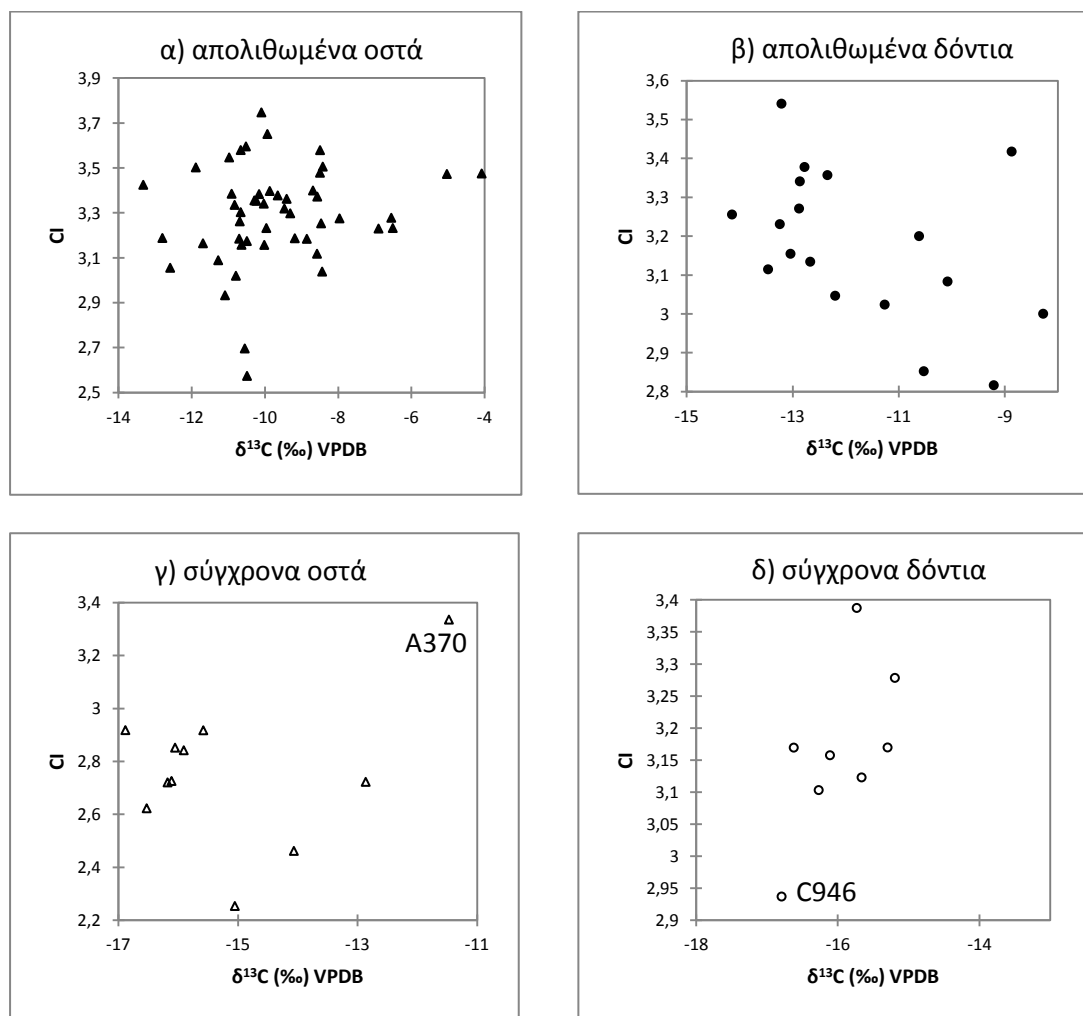 α) απολιθωμένα οστά
3,9
3,7
3,5
3,3
3,1
2,9
2,7
2,5
CI
-14 -12 -10 -8 -6 -4
δ¹³C (‰) VPDB
β) απολιθωμένα δόντια
3,6
3,5
3,4
3,3
3,2
3,1
3
2,9
2,8
CI
-15 -13 -11 -9
δ¹³C (‰) VPDB
γ) σύγχρονα οστά
3,4
3,2
3
2,8
2,6
2,4
2,2
CI
A370
-17 -15 -13 -11
δ¹³C (‰) VPDB
δ) σύγχρονα δόντια
3,4
3,35
3,3
3,25
3,2
3,15
3,1
3,05
3
2,95
2,9
CI
C946
-18 -16 -14
δ¹³C (‰) VPDB